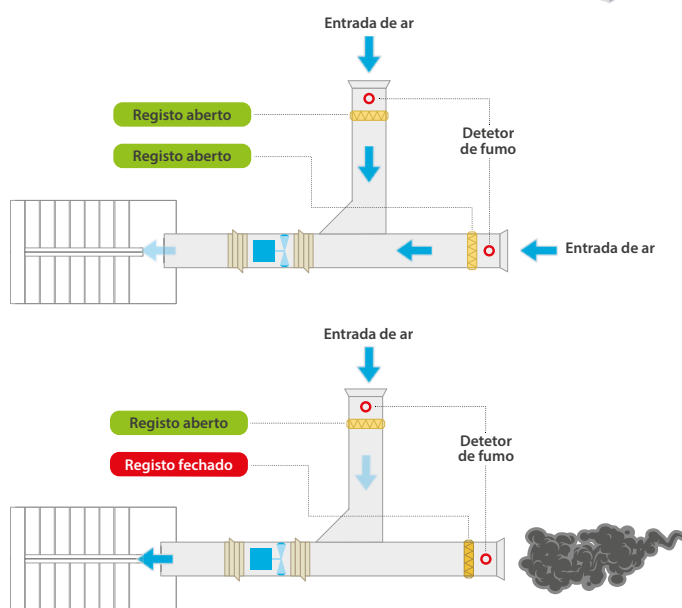 Entrada de ar
Registo aberto
Detetor
de fumo
Registo aberto
Entrada de ar
Entrada de ar
Registo aberto
Detetor
de fumo
Registo fechado